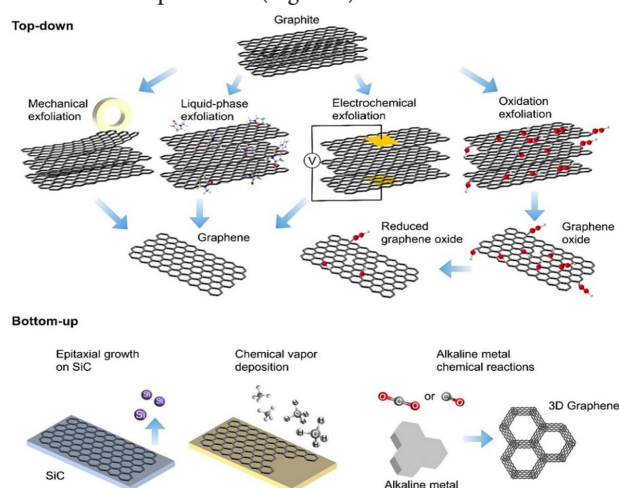 Graphite
Top-down
Mechanical
exfoliation
Liquid-phase
exfoliation
Electrochemical
exfoliation
Oxidation
exfoliation
V
Graphene
Reduced
graphene oxide
Graphene
oxide
Bottom-up
Epitaxial growth
on SiC
Chemical vapor
deposition
Alkaline metal
chemical reactions
Si
Si
Si
or
3D Graphene
SiC
Alkaline metal